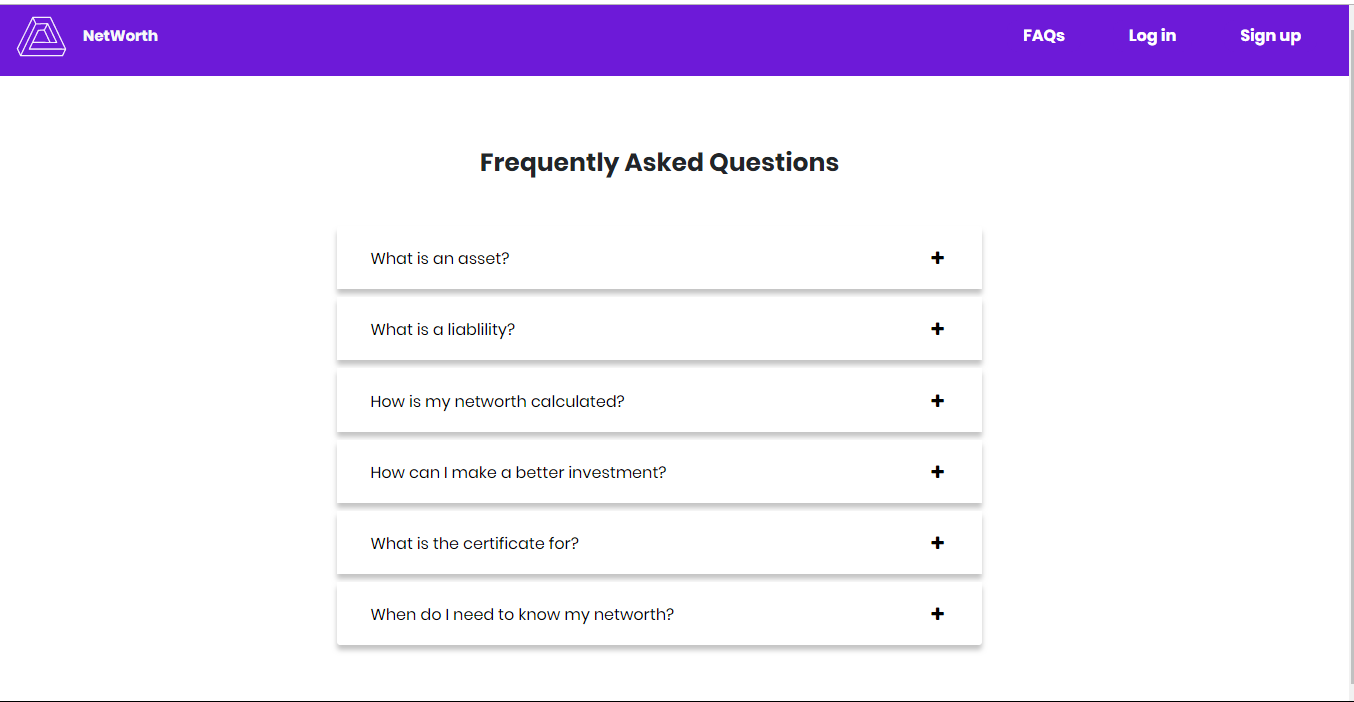 NetWorth
FAQs
Log in
Sign up
Frequently Asked Questions
What is an asset?
What is a liablility?
How is my networth calculated?
How can I make a better investment?
What is the certificate for?
When do I need to know my networth?